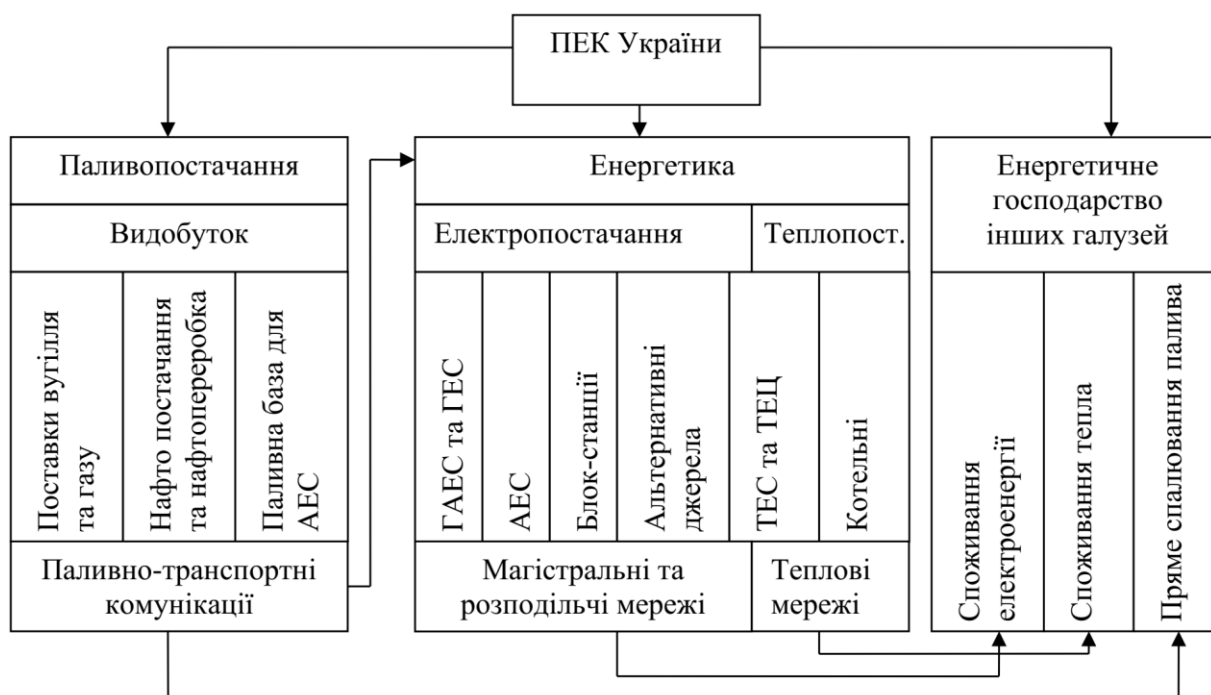 ПЕК України
Паливопостачання
Видобуток
Поставки вугілля
та газу
Нафто постачання
та нафтопереробка
Паливна база для
АЕС
Паливно-транспортні
комунікації
Енергетика
Електропостачання
Теплопост.
ГАЕС та ГЕС
АЕС
Блок-станції
Альтернативні
джерела
ТЕС та ТЕЦ
Котельні
Магістральні та
розподільчі мережі
Теплові
мережі
Енергетичне
господарство
інших галузей
Споживання
електроенергії
Споживання тепла
Пряме спалювання палива